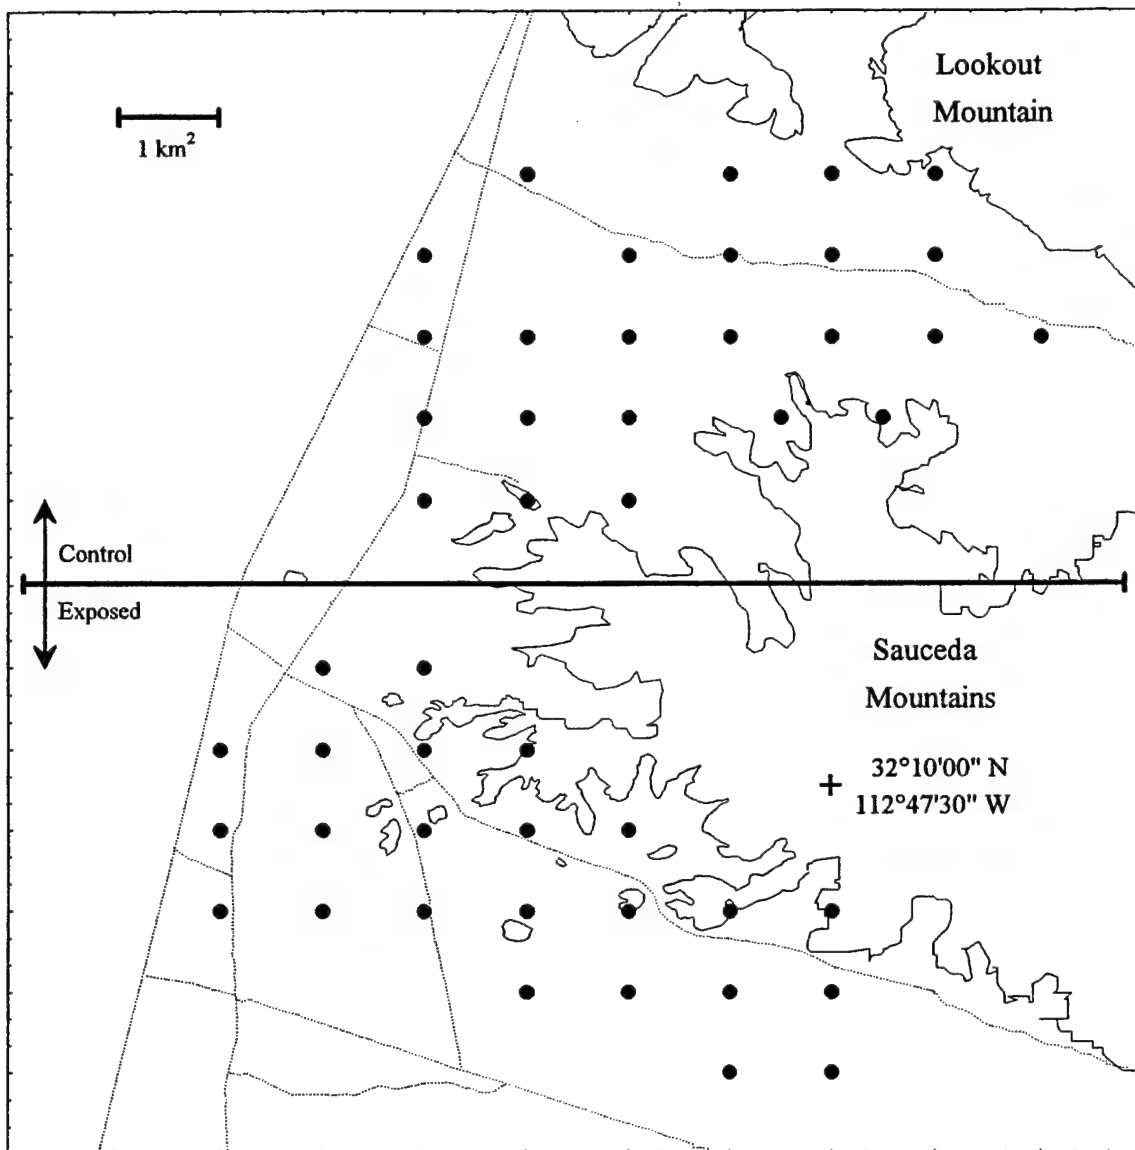 Lookout
Mountain
1 km²
Control
Exposed
Sauceda
Mountains
32°10'00" N
112°47'30" W